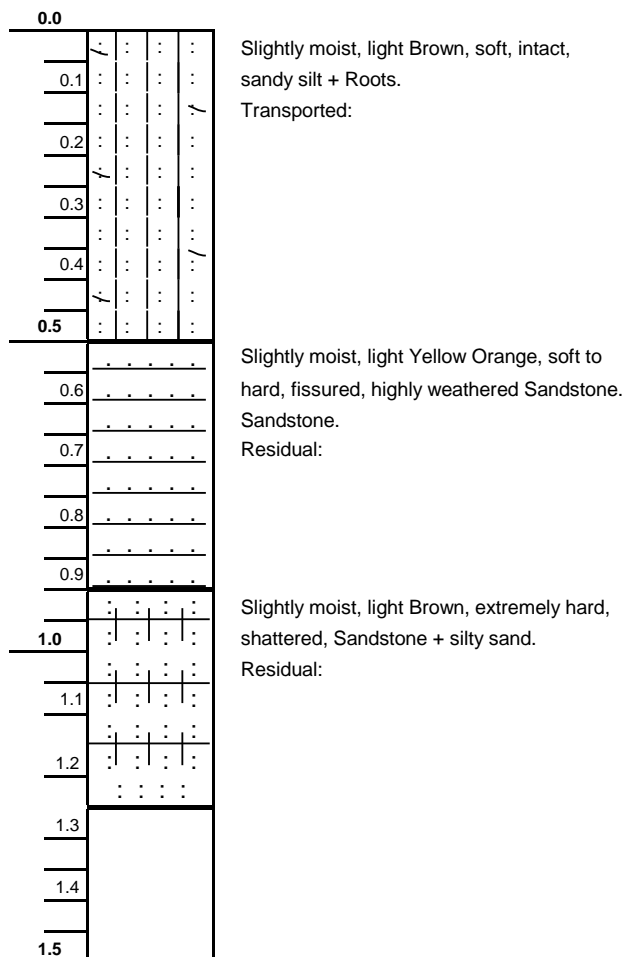 0.0
Slightly moist, light Brown, soft, intact,
0.1 sandy silt + Roots.
Transported:
0.2
0.3
0.4
0.5
Slightly moist, light Yellow Orange, soft to
0.6 hard, fissured, highly weathered Sandstone.
Sandstone.
0.7 Residual:
0.8
0.9
Slightly moist, light Brown, extremely hard,
1.0 shattered, Sandstone + silty sand.
Residual:
1.1
1.2
1.3
1.4
1.5